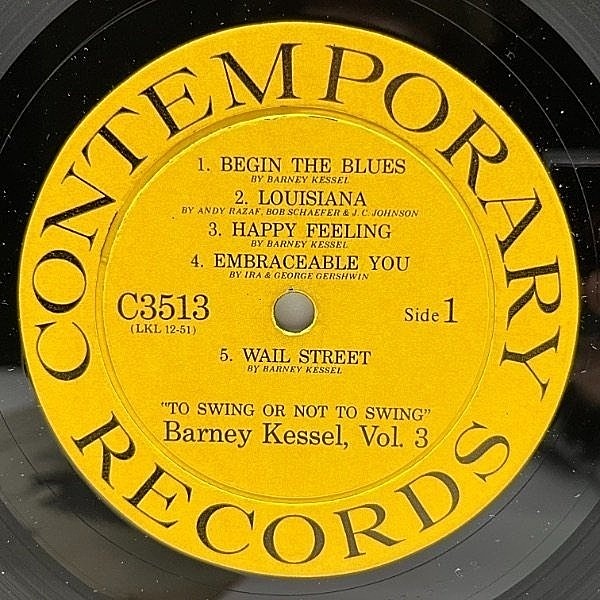 CONTEMPORARY
1. BEGIN THE BLUES
BY BARNEY KESSEL
2. LOUISIANA
BY ANDY RAZAF, BOB SCHAEFER & J. C. JOHNSON
3. HAPPY FEELING
BY BARNEY KESSEL
4. EMBRACEABLE YOU
BY IRA & GEORGE GERSHWIN
C3513
(LKL 12-51)
Side 1
5. WAIL STREET
BY BARNEY KESSEL
"TO SWING OR NOT TO SWING"
Barney Kessel, Vol. 3
RECORDS